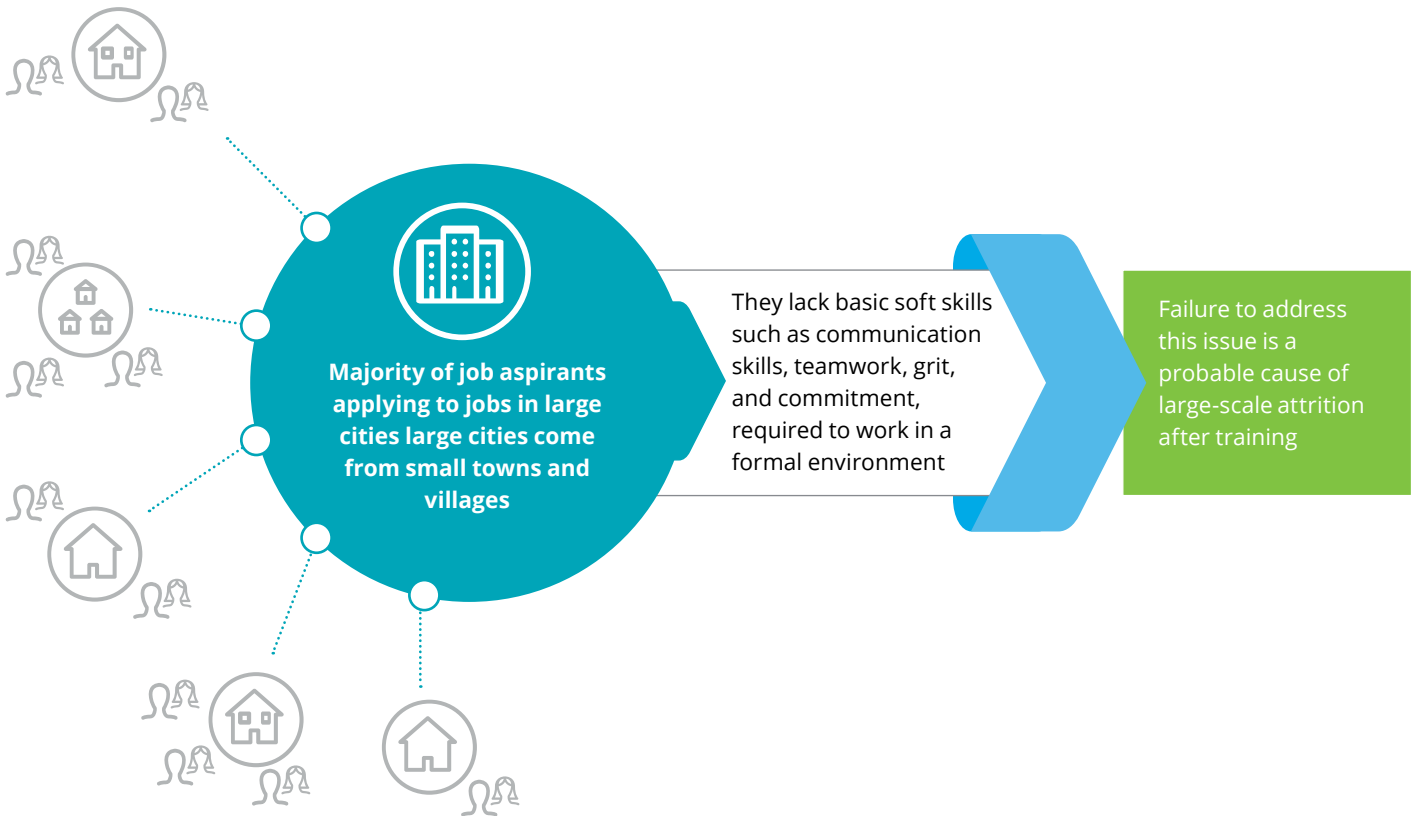 Majority of job aspirants
applying to jobs in large
cities large cities come
from small towns and
villages
They lack basic soft skills
such as communication
skills, teamwork, grit,
and commitment,
required to work in a
formal environment
Failure to address
this issue is a
probable cause of
large-scale attrition
after training